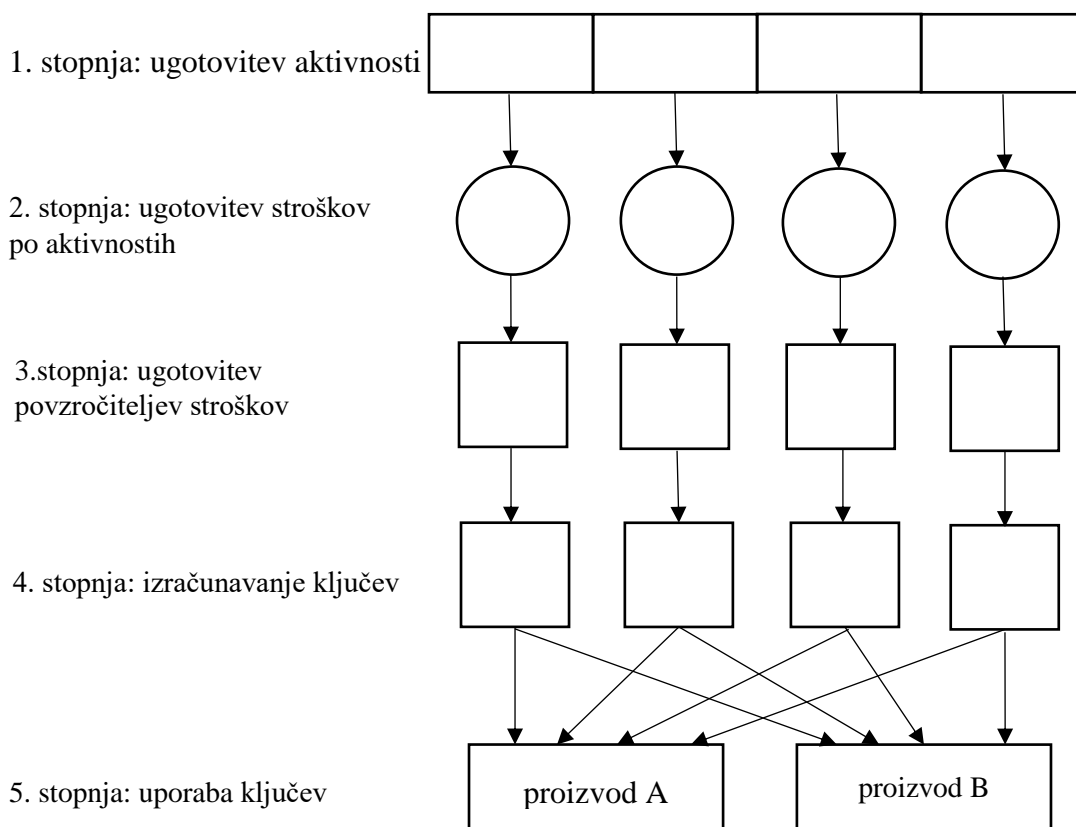 1. stopnja: ugotovitev aktivnosti
2. stopnja: ugotovitev stroškov
po aktivnostih
3.stopnja: ugotovitev
povzročiteljev stroškov
4. stopnja: izračunavanje ključev
5. stopnja: uporaba ključev
proizvod A
proizvod B